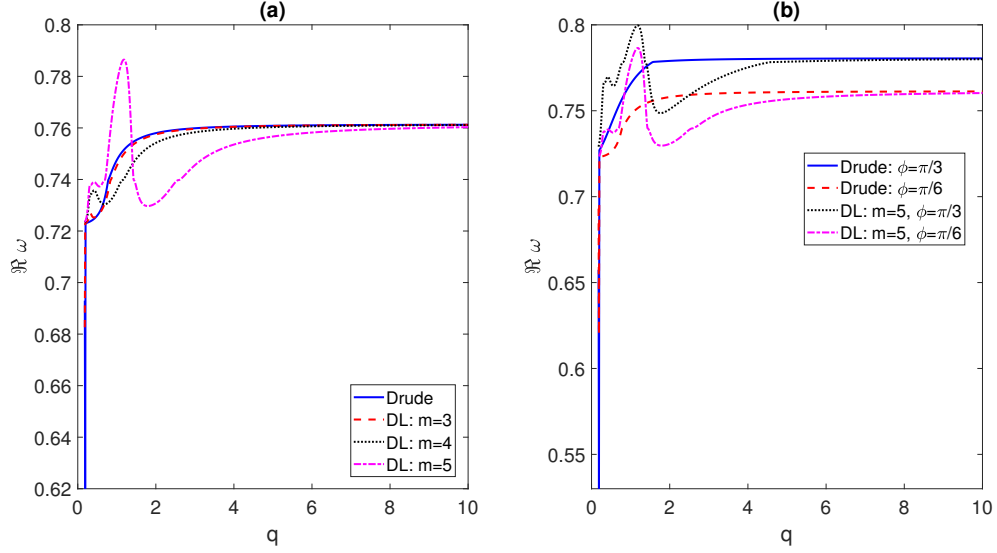 (a)
0.8
0.78
0.76
0.74
0.72
0.7
0.68
0.66
0.64
0.62
0 2 4 6 8 10
q
ℜ ω
Drude
DL: m=3
DL: m=4
DL: m=5
(b)
0.8
0.75
0.7
0.65
0.6
0.55
0 2 4 6 8 10
q
ℜ ω
Drude: ϕ=π/3
Drude: ϕ=π/6
DL: m=5, ϕ=π/3
DL: m=5, ϕ=π/6